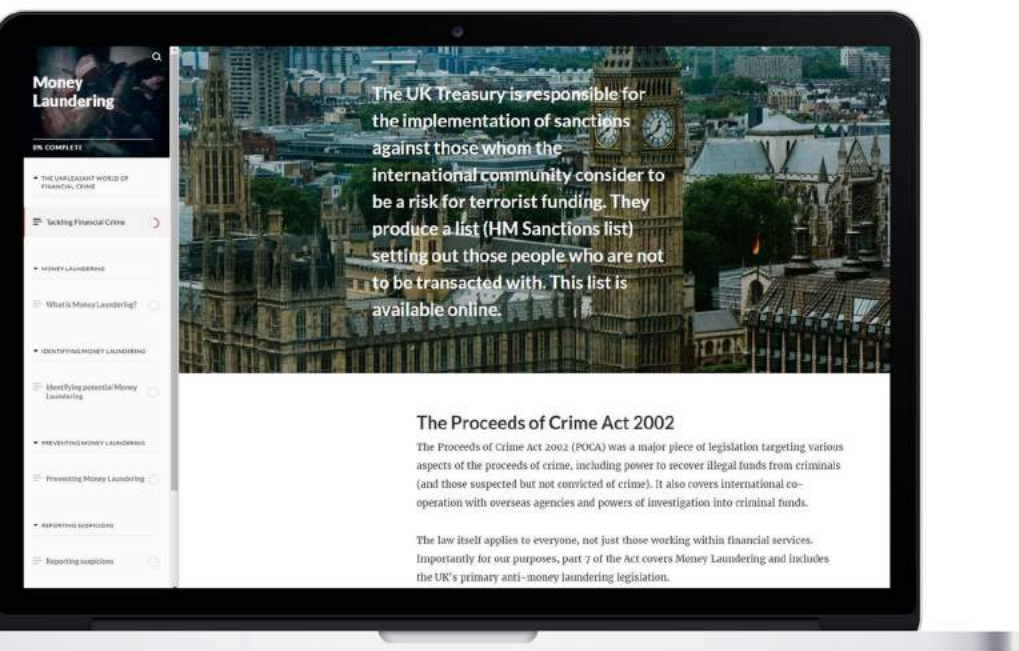 Money
Laundering
0% COMPLETE
THE UNPLEASANT WORLD OF
FINANCIAL CRIME
Tackling Financial Crime
MONEY LAUNDERING
What is Money Laundering?
IDENTIFYING MONEY LAUNDERING
Identifying potential Money
Laundering
PREVENTING MONEY LAUNDERING
Preventing Money Laundering
REPORTING SUSPICIONS
Reporting suspicions
The UK Treasury is responsible for
the implementation of sanctions
against those whom the
international community consider to
be a risk for terrorist funding. They
produce a list (HM Sanctions list)
setting out those people who are not
to be transacted with. This list is
available online.
The Proceeds of Crime Act 2002
The Proceeds of Crime Act 2002 (POCA) was a major piece of legislation targeting various
aspects of the proceeds of crime, including power to recover illegal funds from criminals
(and those suspected but not convicted of crime). It also covers international co-
operation with overseas agencies and powers of investigation into criminal funds.
The law itself applies to everyone, not just those working within financial services.
Importantly for our purposes, part 7 of the Act covers Money Laundering and includes
the UK's primary anti-money laundering legislation.